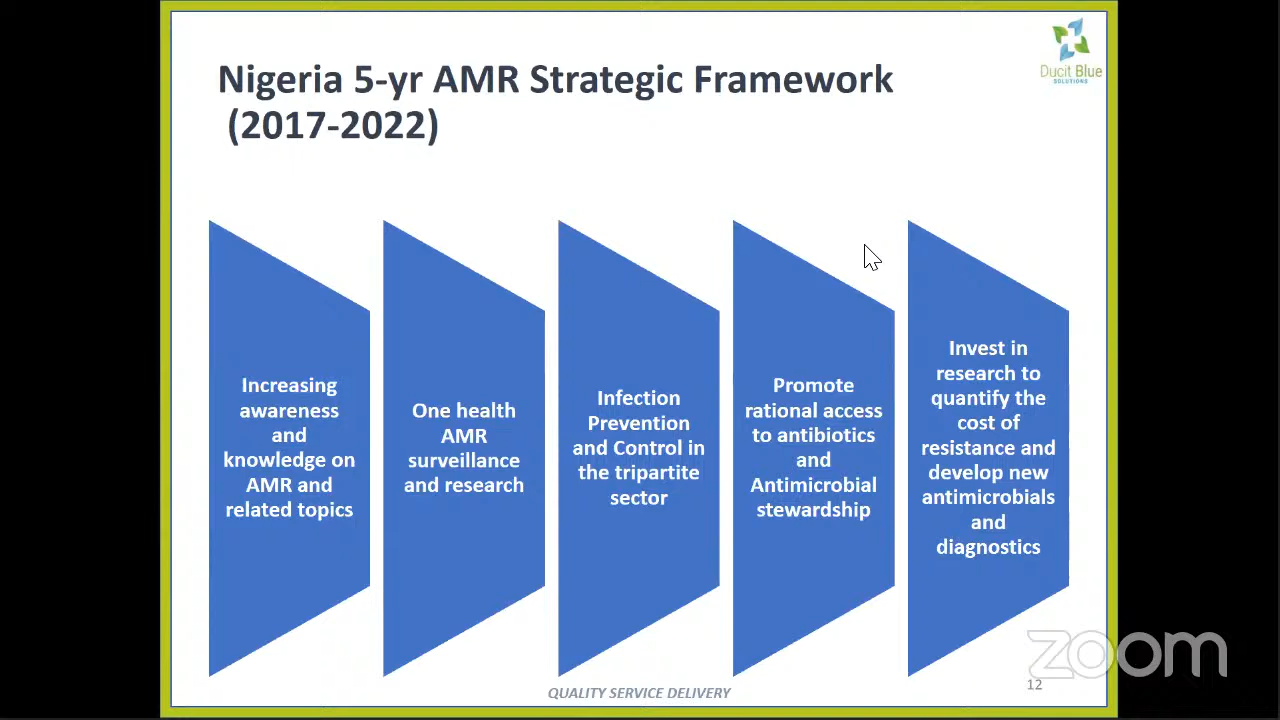 Nigeria 5-yr AMR Strategic Framework
(2017-2022)
Ducit Blue
SOLUTIONS
Increasing
awareness
and
knowledge on
AMR and
related topics
One health
AMR
surveillance
and research
Infection
Prevention
and Control in
the tripartite
sector
Promote
rational access
to antibiotics
and
Antimicrobial
stewardship
Invest in
research to
quantify the
cost of
resistance and
develop new
antimicrobials
and
diagnostics
QUALITY SERVICE DELIVERY
12
zoom